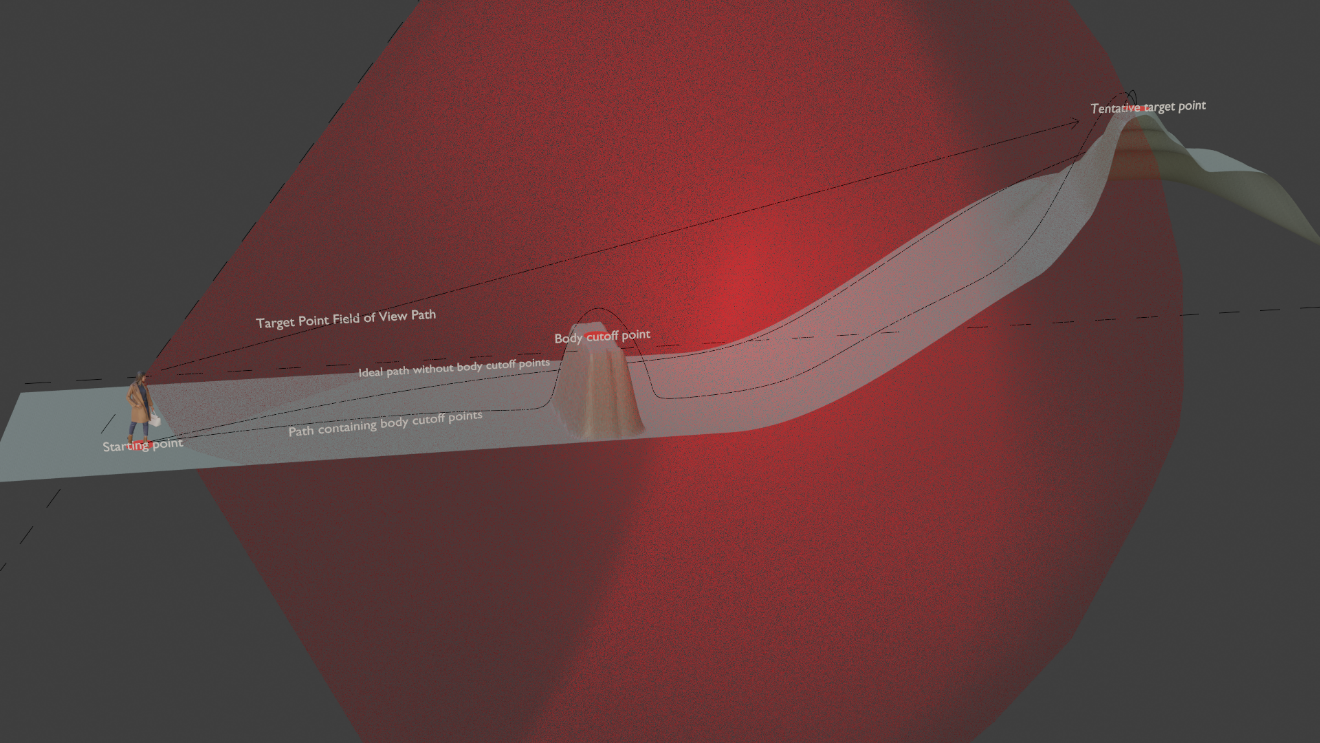 Tentative target point
Target Point Field of View Path
Body cutoff point
Ideal path without body cutoff points
Path containing body cutoff points
Starting point